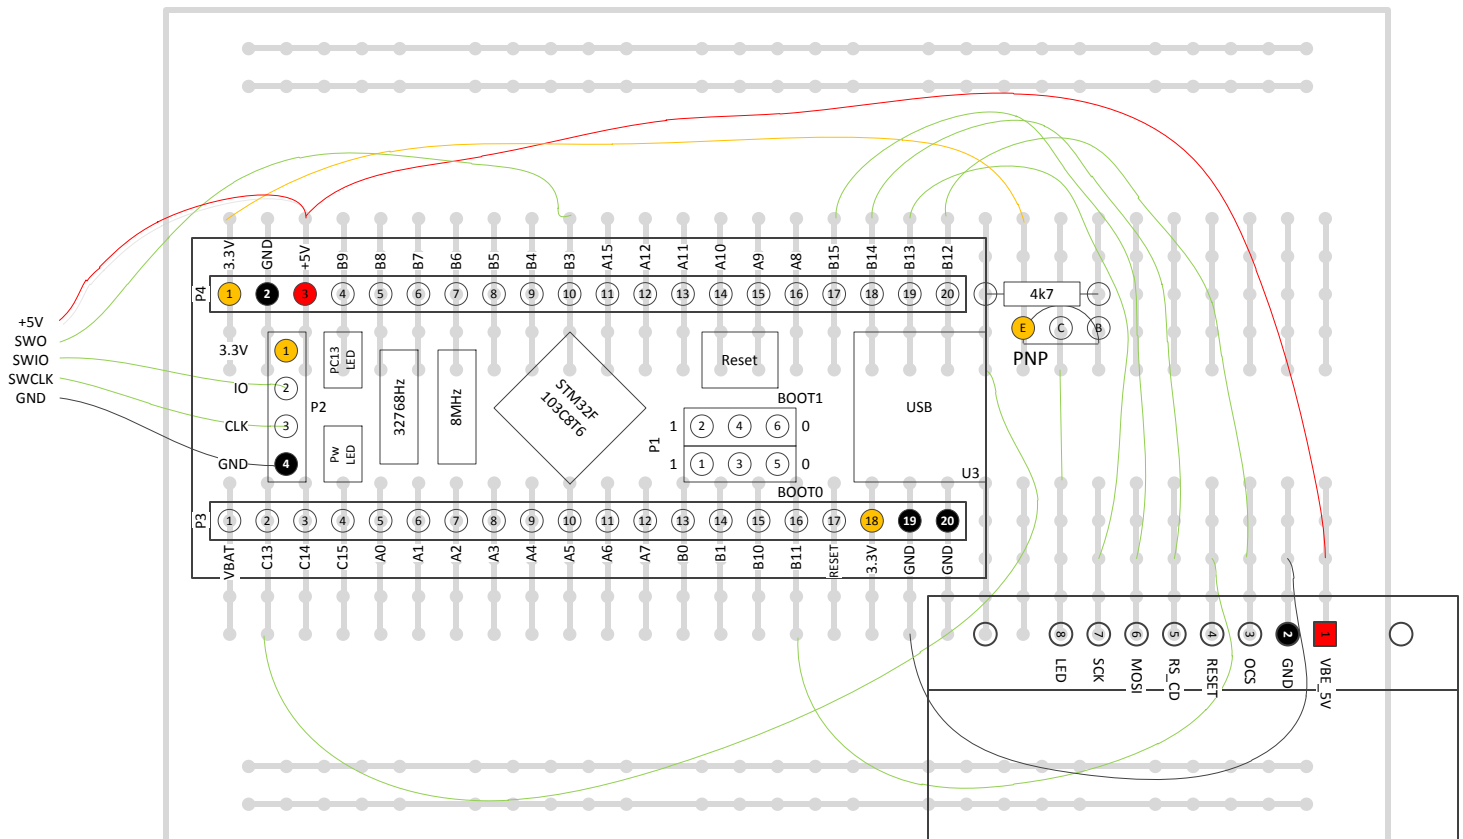 3.3V GND +5V B9 B8 B7 B6 B5 B4 B3 A15 A12 A11 A10 A9 A8 B15 B14 B13 B12
P4 1 2 3 4 5 6 7 8 9 10 11 12 13 14 15 16 17 18 19 20
4k7
E C B
PNP
+5V
SWO
SWIO
SWCLK
GND
3.3V 1
IO 2
CLK 3
GND 4
P2
PC13
LED
Pw
LED
32768Hz
8MHz
STM32F
103C8T6
Reset
BOOT1
1 2 4 6 0
P1
1 1 3 5 0
BOOT0
USB
U3
P3 1 2 3 4 5 6 7 8 9 10 11 12 13 14 15 16 17 18 19 20
VBAT C13 C14 C15 A0 A1 A2 A3 A4 A5 A6 A7 B0 B1 B10 B11 RESET 3.3V GND GND
8 7 6 5 4 3 2 1
LED SCK MOSI RS_CD RESET OCS GND VBE_5V